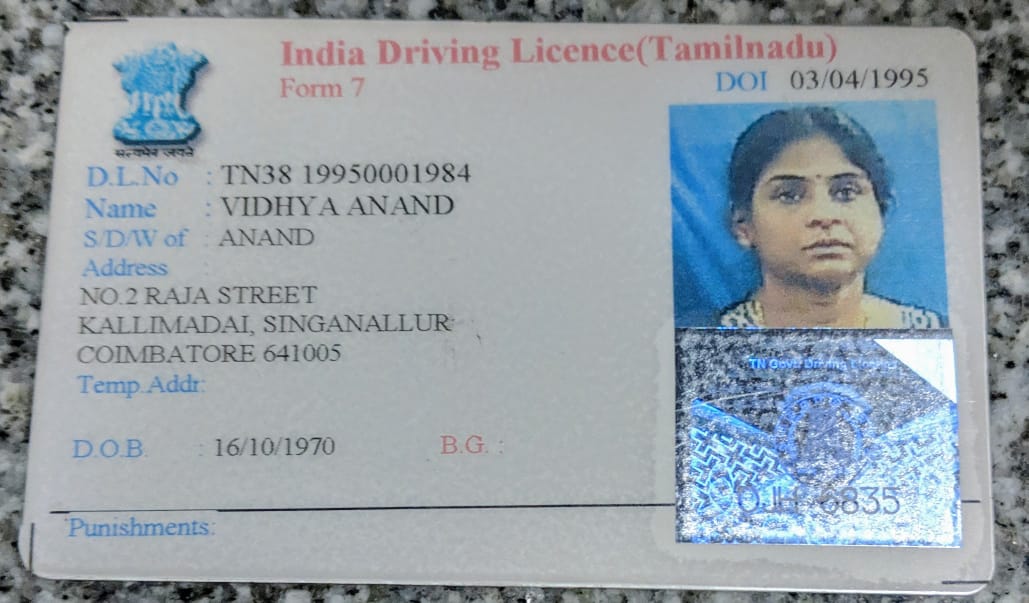 India Driving Licence(Tamilnadu)
Form 7
DOI 03/04/1995
सत्यमेव जयते
D.L.No : TN38 19950001984
Name : VIDHYA ANAND
S/D/W of : ANAND
Address :
NO.2 RAJA STREET
KALLIMADAI, SINGANALLUR
COIMBATORE 641005
Temp.Addr:
TN Govt Driving
D.O.B. : 16/10/1970 B.G. :
6835
Punishments: